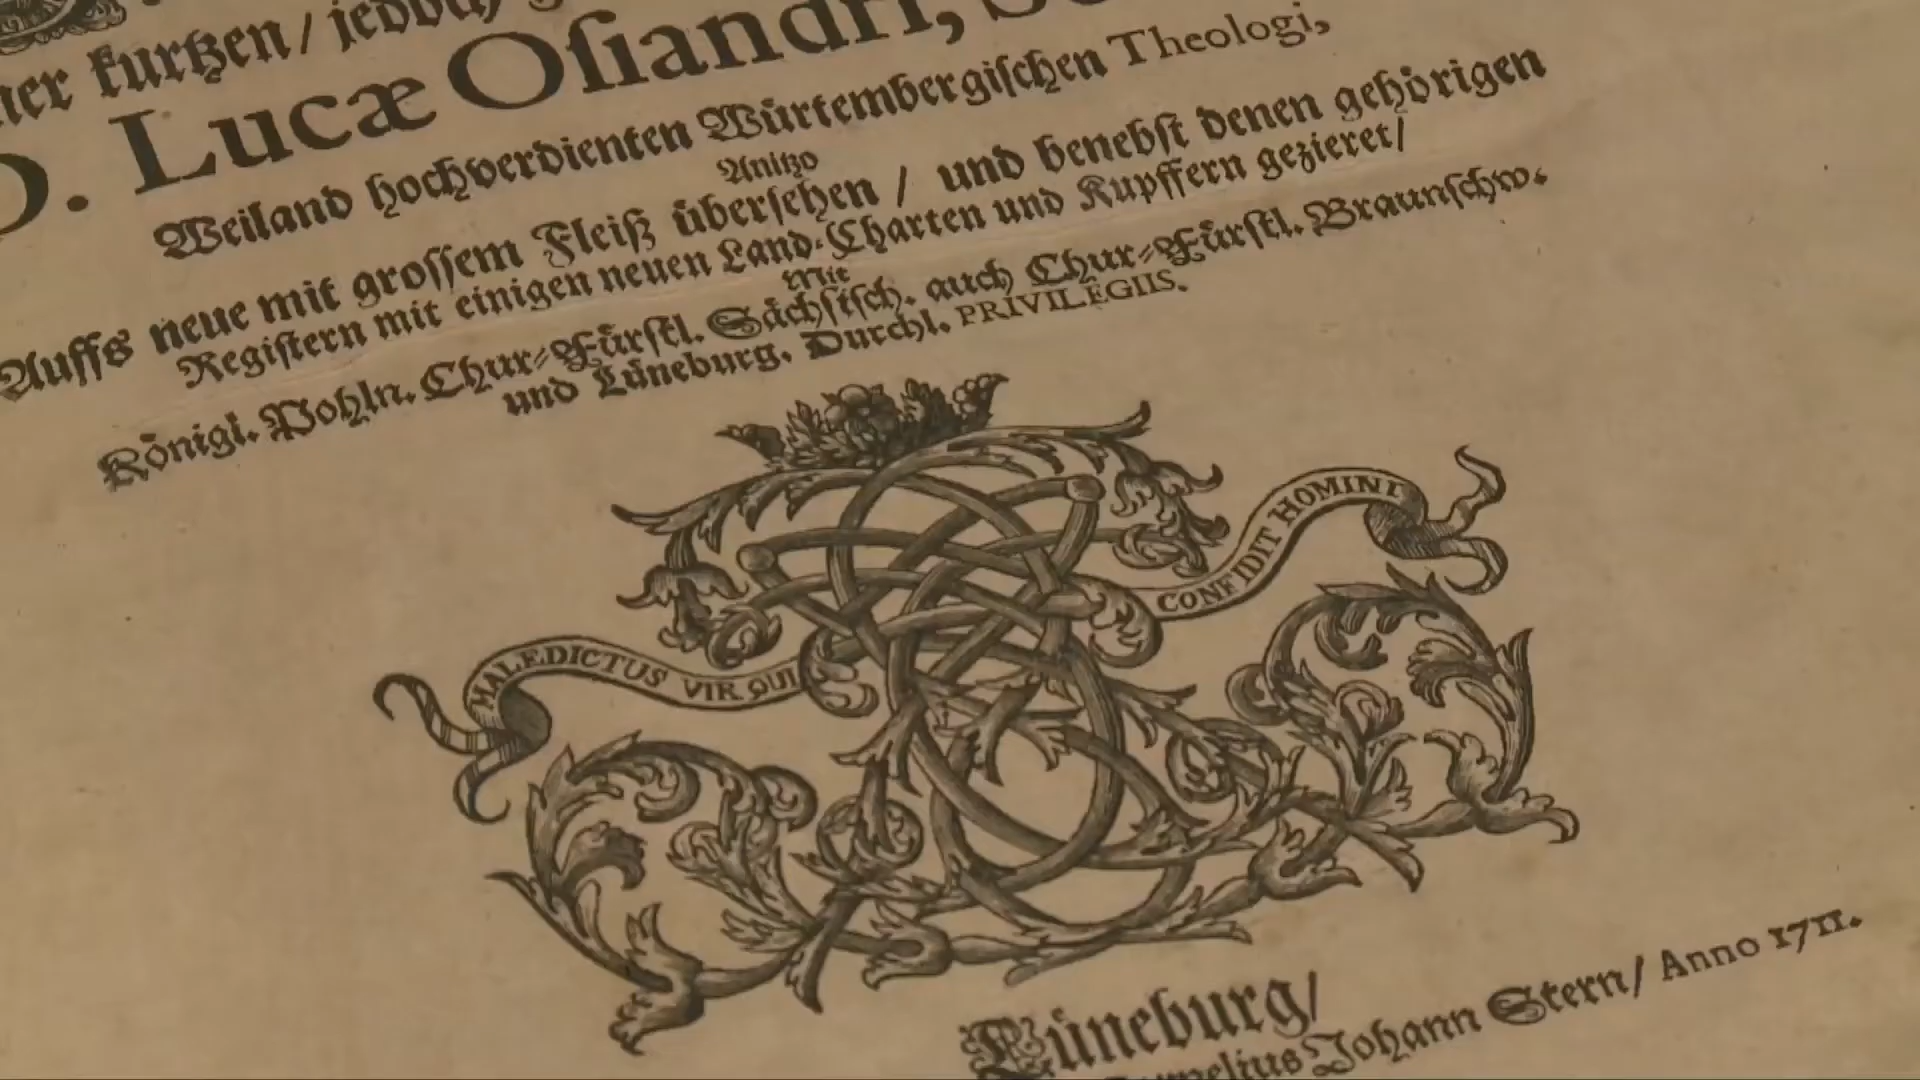 kurtzen / jedoch
D. Lucæ Osiandri,
Weiland hochverdienten Würtembergischen Theologi,
Anitzo
Auffs neue mit grossem Fleiß übersehen / und benebst denen gehörigen
Registern mit einigen neuen Land-Charten und Kupffern gezieret /
Mit
Königl. Pohln. Chur-Fürstl. Sächsisch. auch Chur-Fürstl. Braunschw.
und Lüneburg. Durchl. PRIVILEGIIS.
MALEDICTUS VIR QUI
CONFIDIT HOMINI
Lüneburg /
Cornelius Johann Stern / Anno 1711.